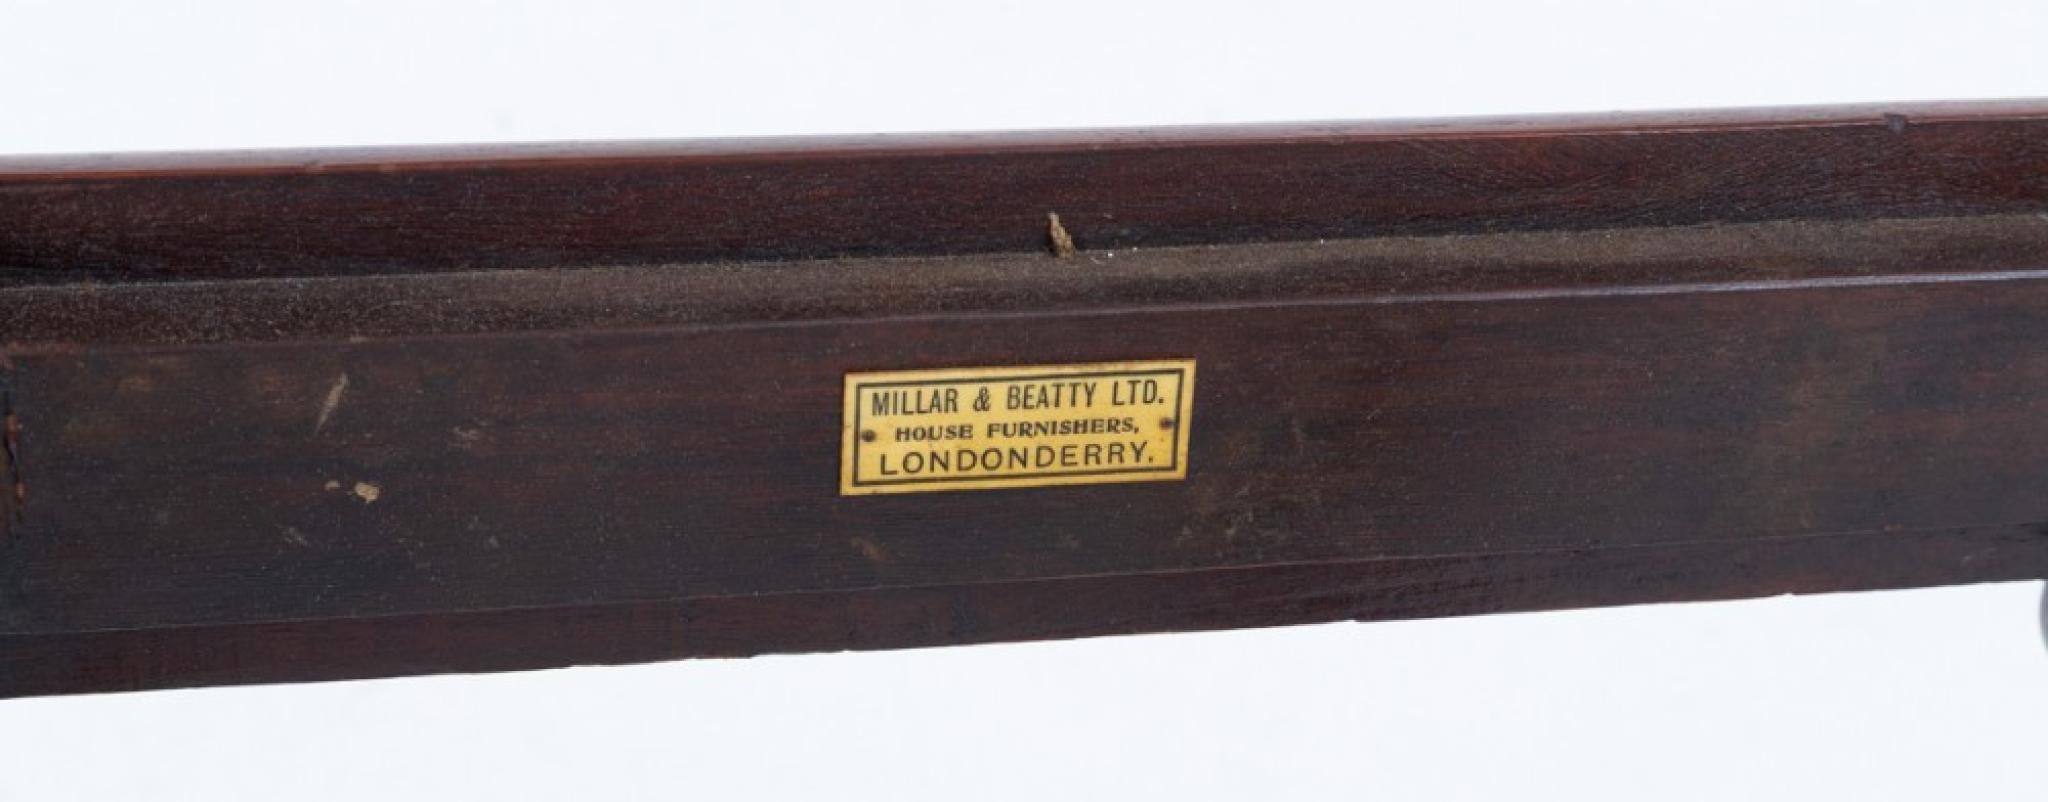 MILLAR & BEATTY LTD.
HOUSE FURNISHERS,
LONDONDERRY.